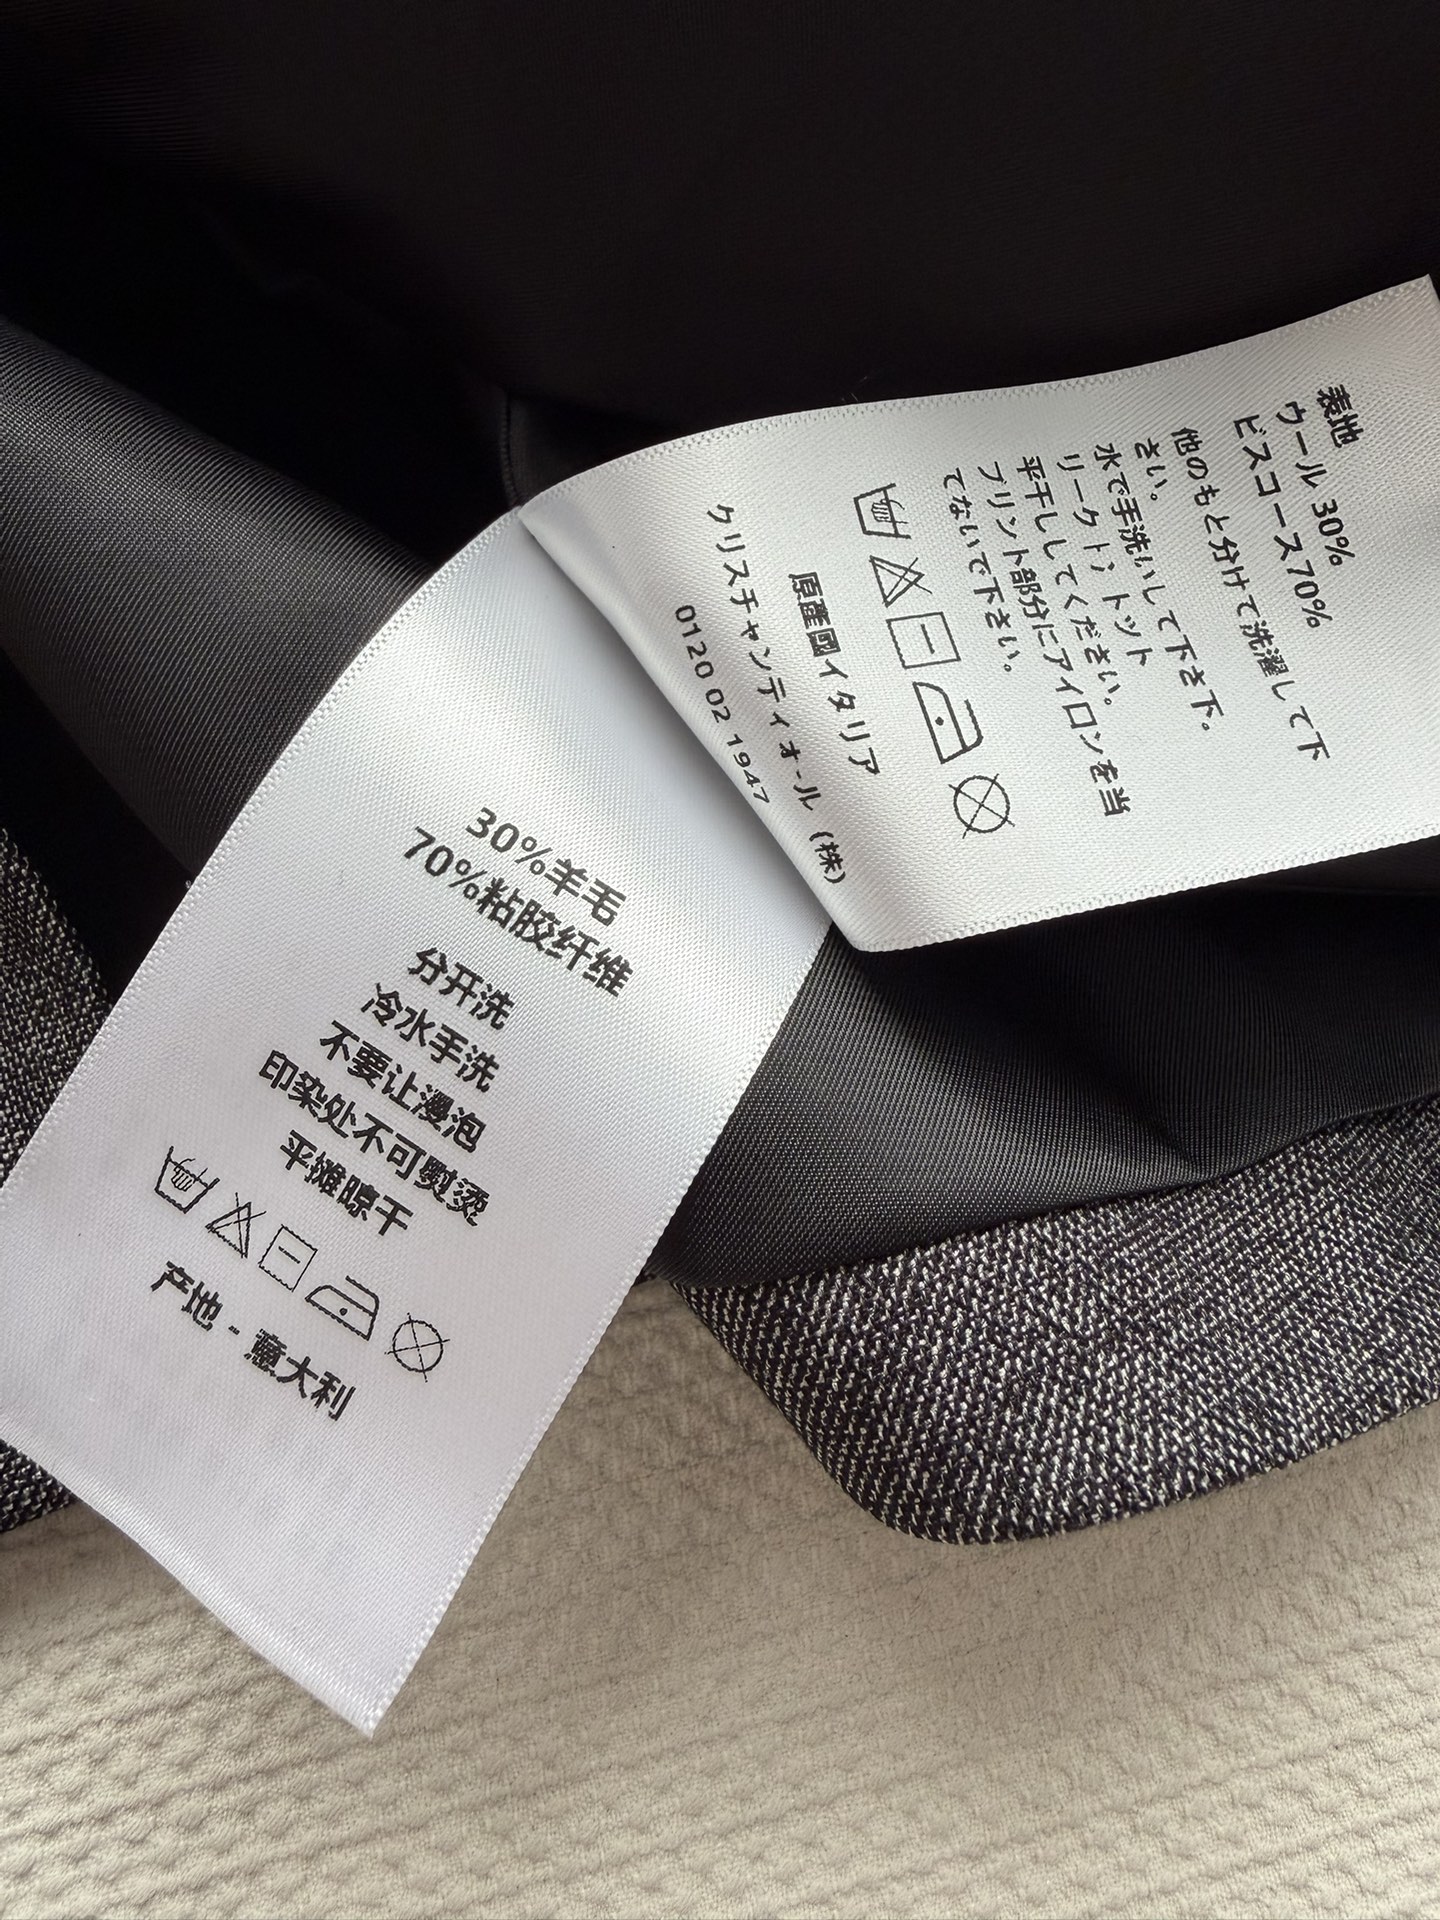 30%羊毛
70%粘胶纤维
分开洗
冷水手洗
不要让漫泡
印染处不可熨烫
平摊晾干
产地 - 意大利
表地
ウール 30%
ビスコース70%
他のもと分けて洗濯して下
さい。
水で手洗いして下さ下。
リークトントット
平干ししてください。
プリント部分にアイロンを当
てないで下さい。
原産國イタリア
クリスチャンディオール (株)
0120 02 1947